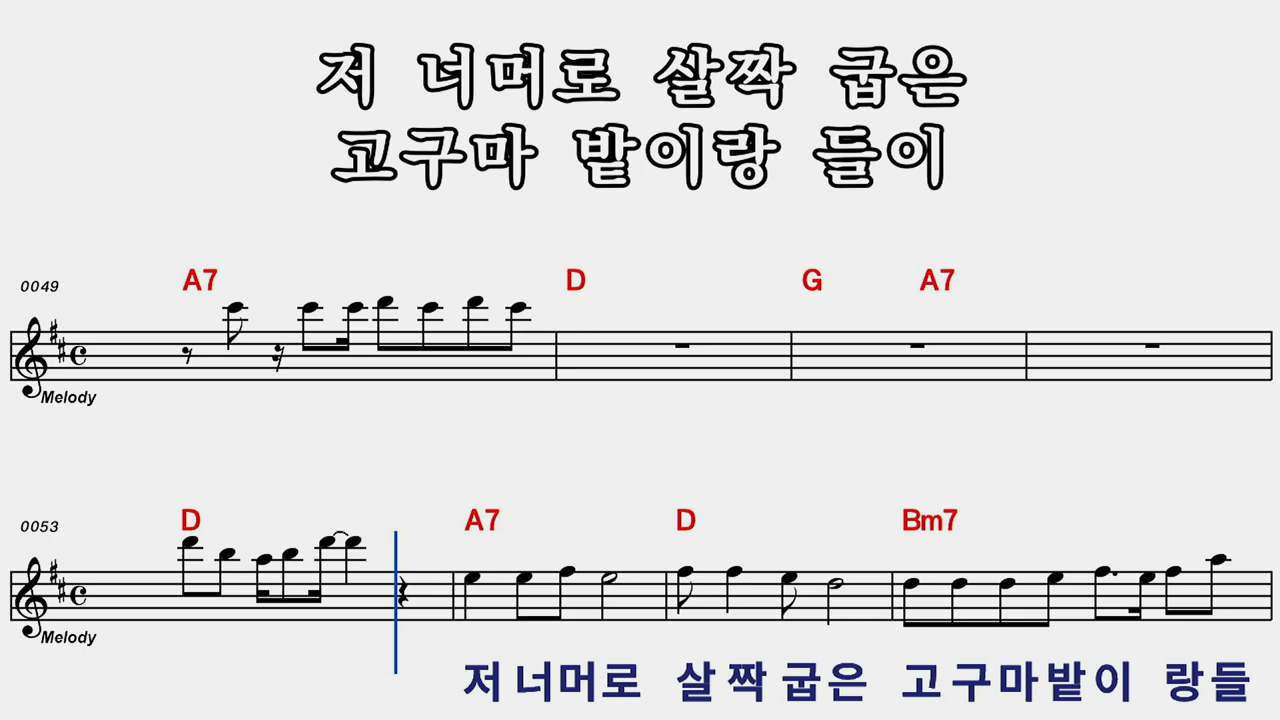 저 너머로 살짝 굽은
고구마 밭이랑 들이
A7 D G A7
0049
Melody
D A7 D Bm7
0053
Melody
저 너머로 살 짝 굽은 고 구마밭이 랑들